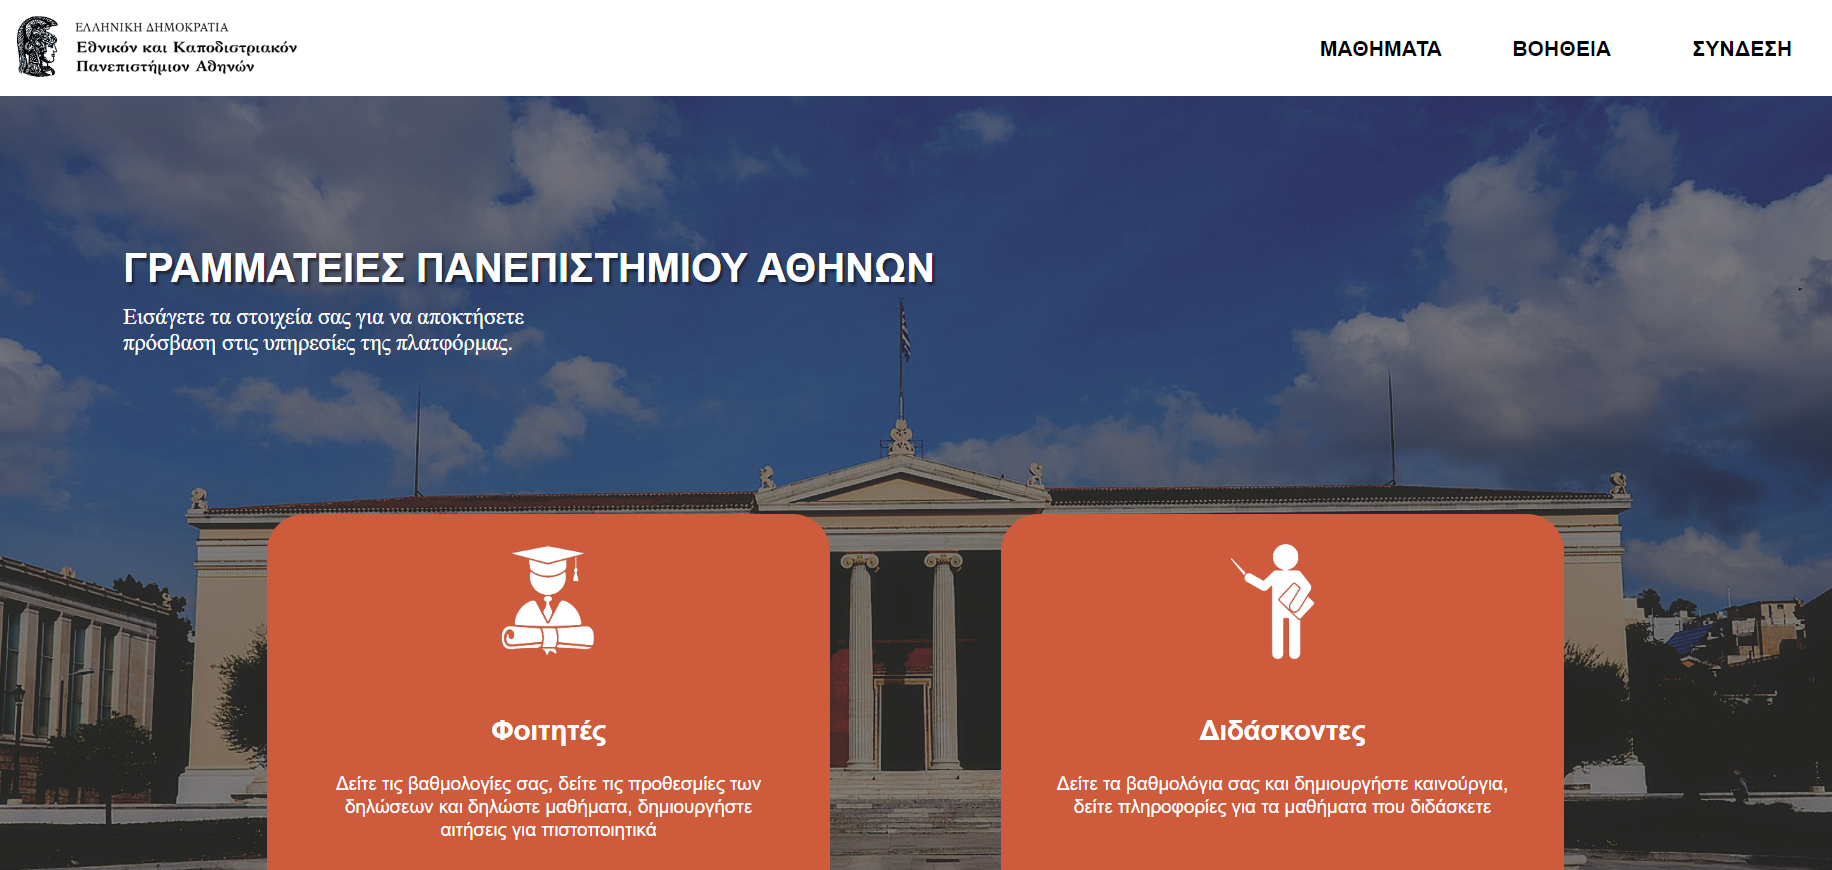 ΕΛΛΗΝΙΚΗ ΔΗΜΟΚΡΑΤΙΑ
Εθνικόν και Καποδιστριακόν
Πανεπιστήμιον Αθηνών
ΜΑΘΗΜΑΤΑ
ΒΟΗΘΕΙΑ
ΣΥΝΔΕΣΗ
ΓΡΑΜΜΑΤΕΙΕΣ ΠΑΝΕΠΙΣΤΗΜΙΟΥ ΑΘΗΝΩΝ
Εισάγετε τα στοιχεία σας για να αποκτήσετε
πρόσβαση στις υπηρεσίες της πλατφόρμας.
Φοιτητές
Δείτε τις βαθμολογίες σας, δείτε τις προθεσμίες των
δηλώσεων και δηλώστε μαθήματα, δημιουργήστε
αιτήσεις για πιστοποιητικά
Διδάσκοντες
Δείτε τα βαθμολόγια σας και δημιουργήστε καινούργια,
δείτε πληροφορίες για τα μαθήματα που διδάσκετε